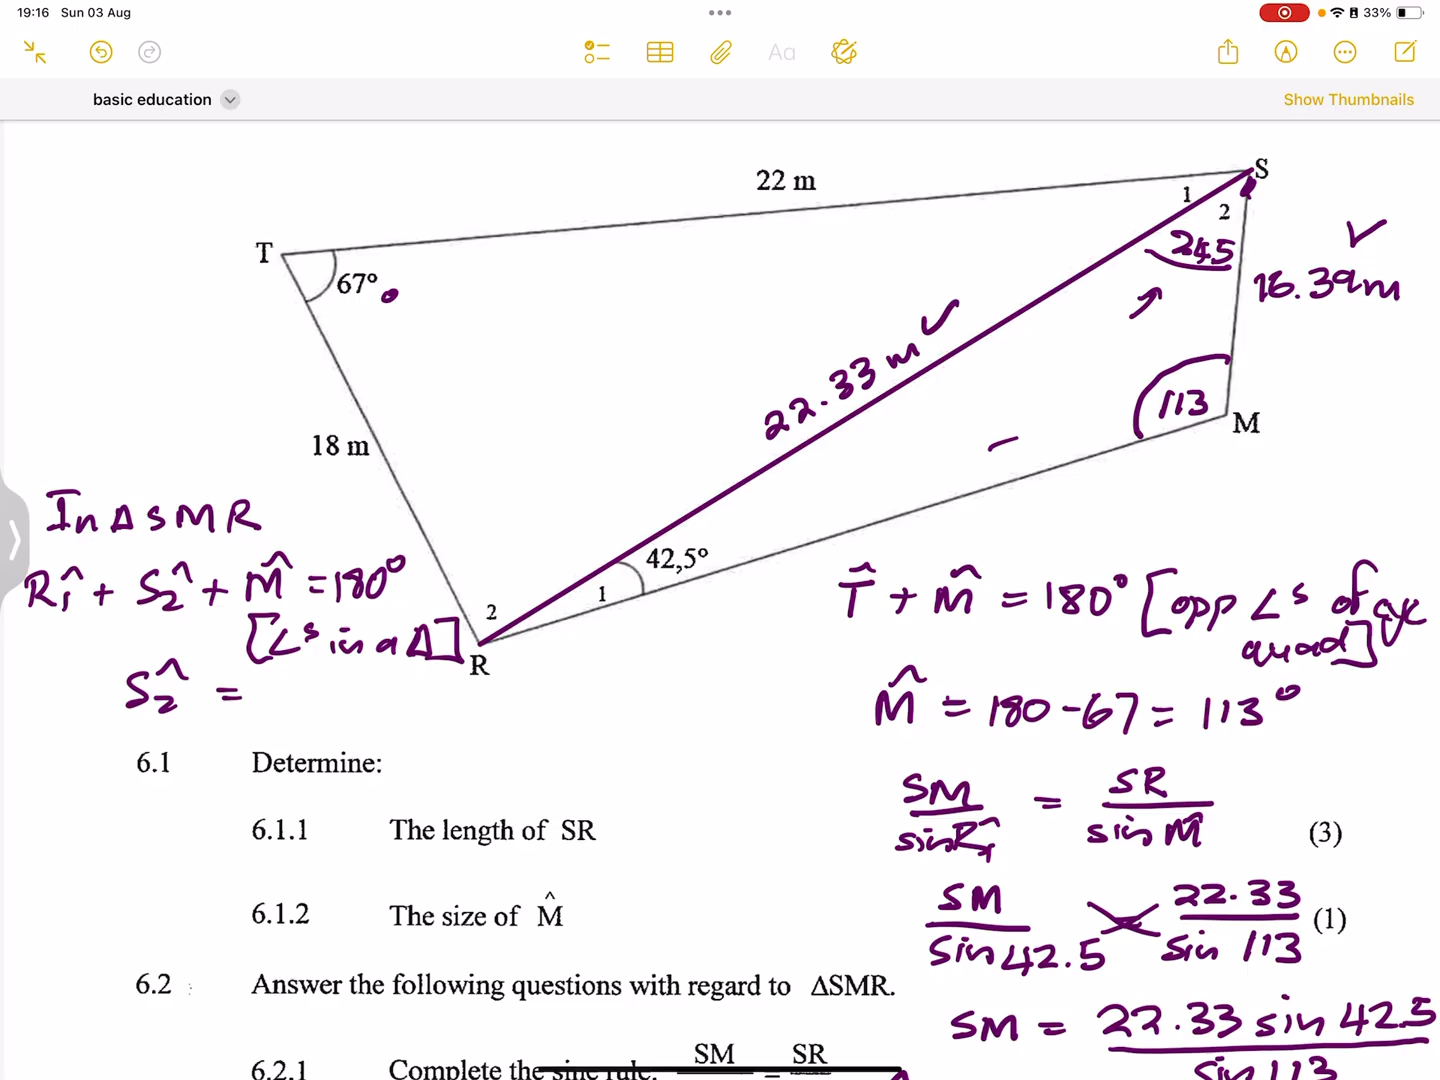 19:16 Sun 03 Aug
33%
Aa
basic education
Show Thumbnails
22 m
S
1
2
T
67°
24.5
16.39m
22.33 m
113
M
18 m
In Δ SMR
42,5°
R̂₁ + Ŝ₂ + M̂ = 180°
1
2
T̂ + M̂ = 180° [opp ∠s of cyc quad]
[∠s in a Δ]
R
Ŝ₂ =
M̂ = 180 - 67 = 113°
6.1 Determine:
SM/sin R̂₁ = SR/sin M̂
6.1.1 The length of SR (3)
SM/sin 42.5 22.33/sin 113
6.1.2 The size of M̂ (1)
6.2 Answer the following questions with regard to ΔSMR.
SM = 22.33 sin 42.5/sin 113
6.2.1 Complete the sine rule: SM = SR